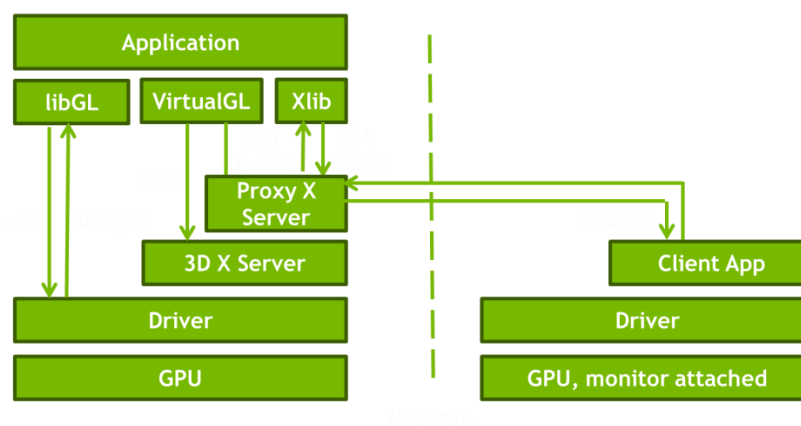 Application
libGL
VirtualGL
Xlib
Proxy X
Server
3D X Server
Client App
Driver
Driver
GPU
GPU, monitor attached